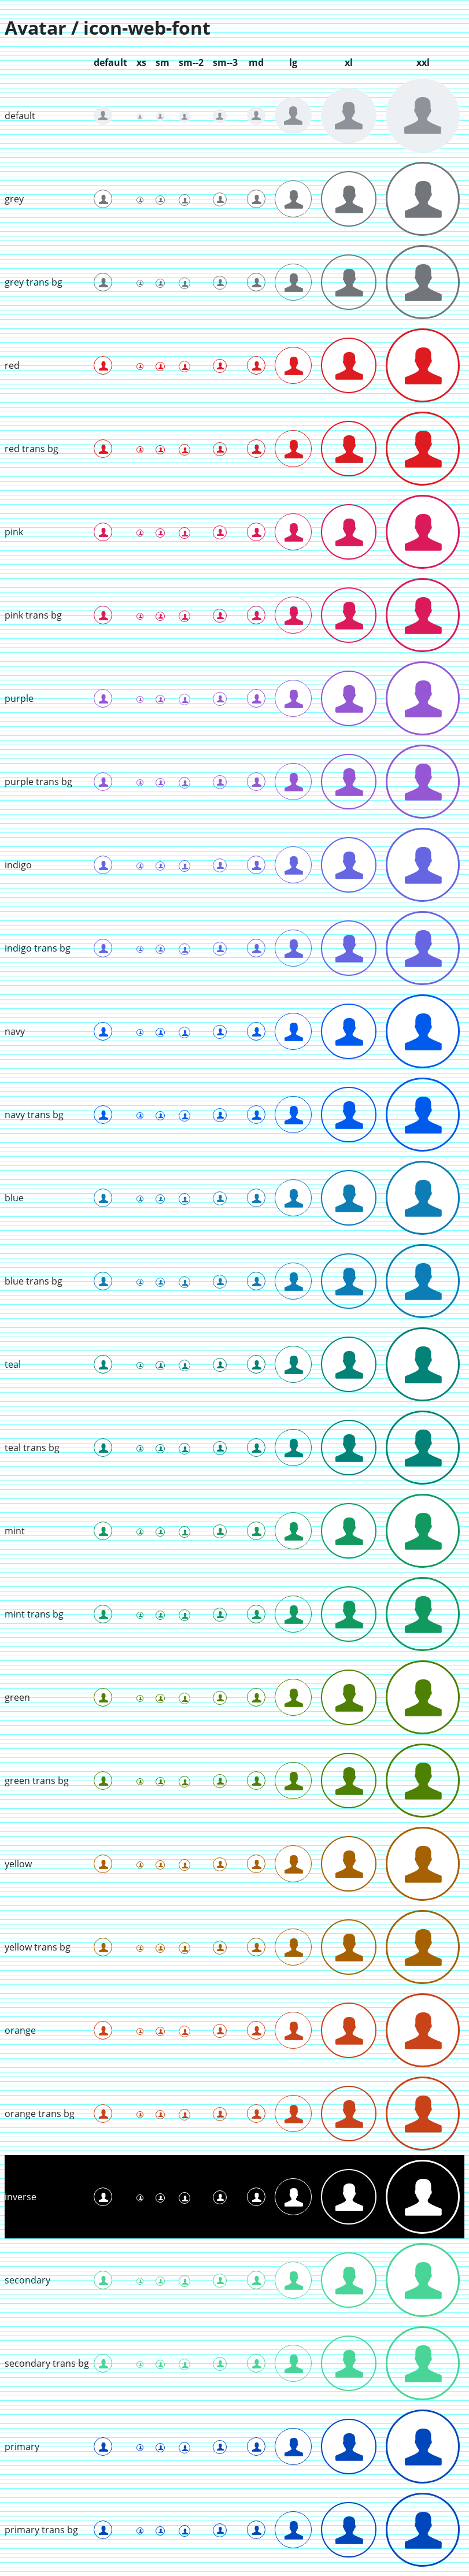 Avatar / icon-web-font
default xs sm sm--2 sm--3 md lg xl xxl
default
grey
grey trans bg
red
red trans bg
pink
pink trans bg
purple
purple trans bg
indigo
indigo trans bg
navy
navy trans bg
blue
blue trans bg
teal
teal trans bg
mint
mint trans bg
green
green trans bg
yellow
yellow trans bg
orange
orange trans bg
inverse
secondary
secondary trans bg
primary
primary trans bg